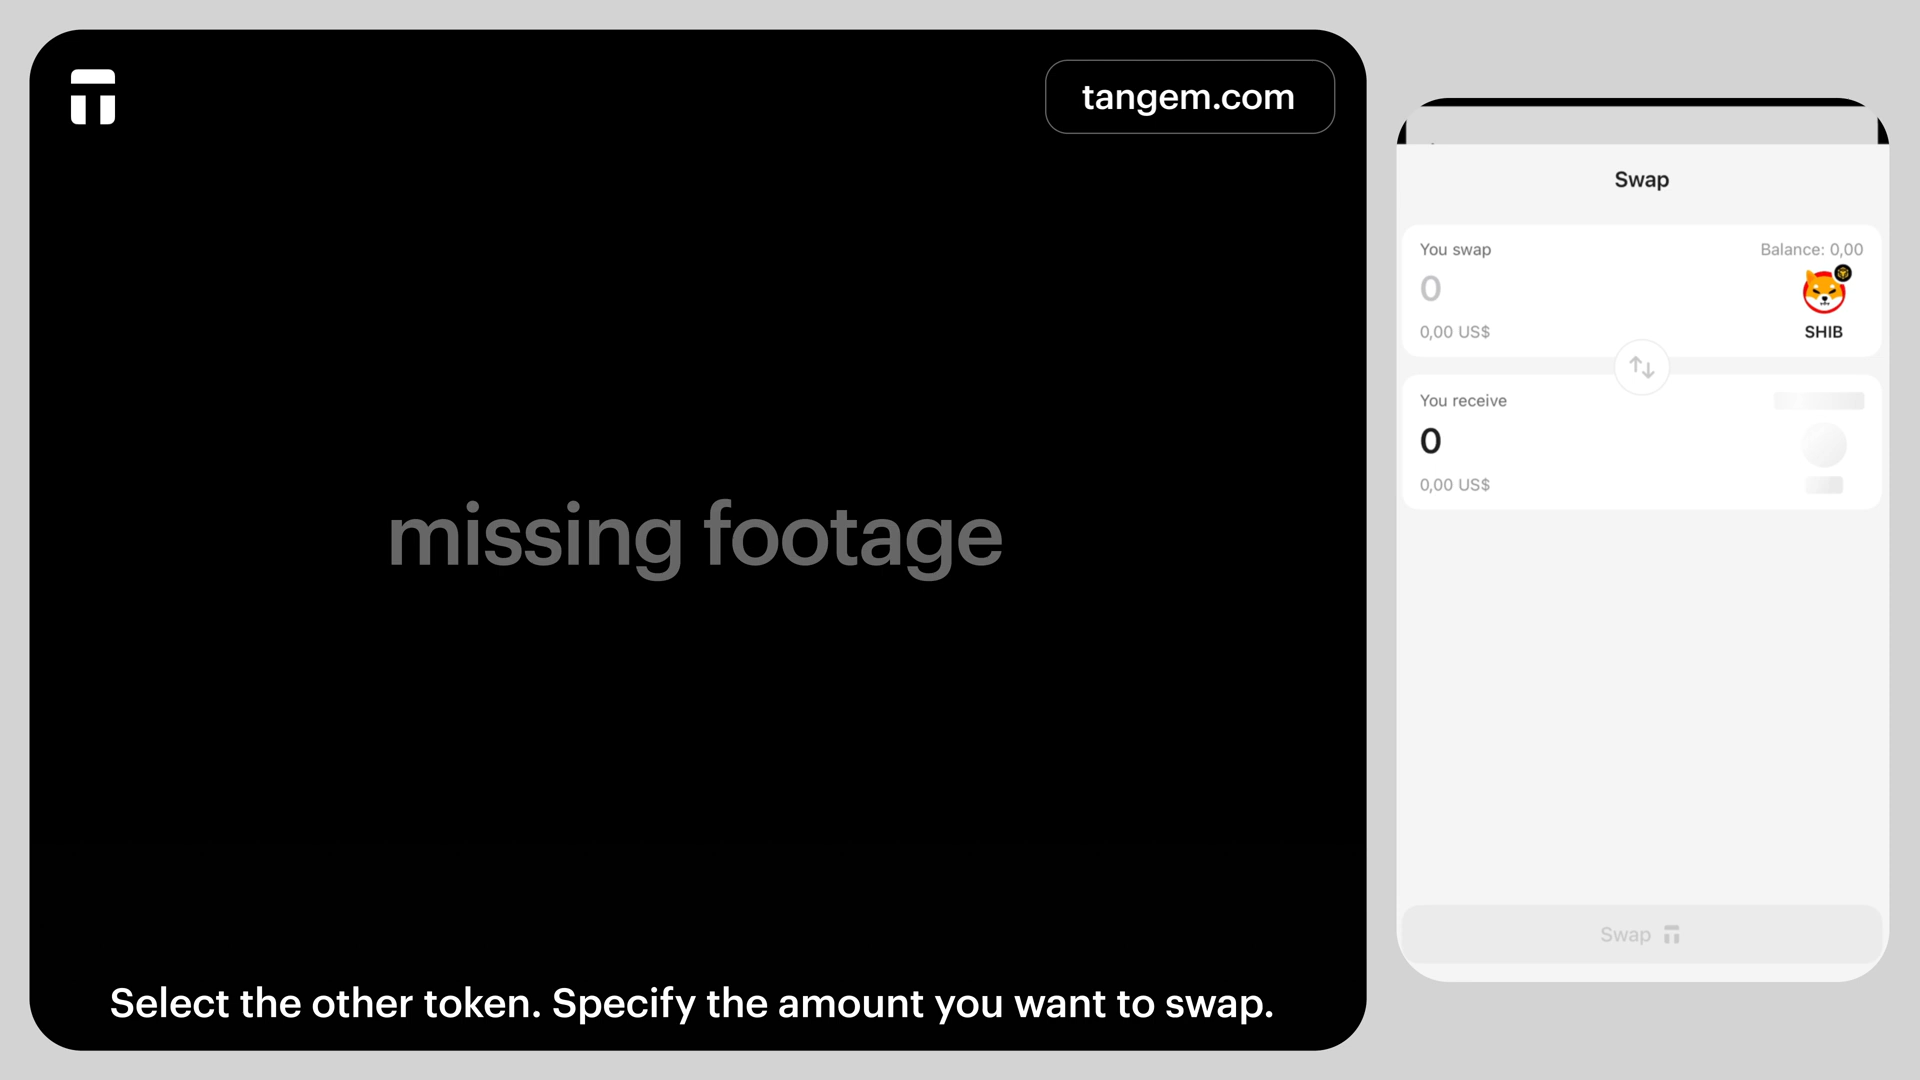 tangem.com
missing footage
Select the other token. Specify the amount you want to swap.
Swap
You swap
Balance: 0,00
0
0,00 US$
SHIB
You receive
0
0,00 US$
Swap